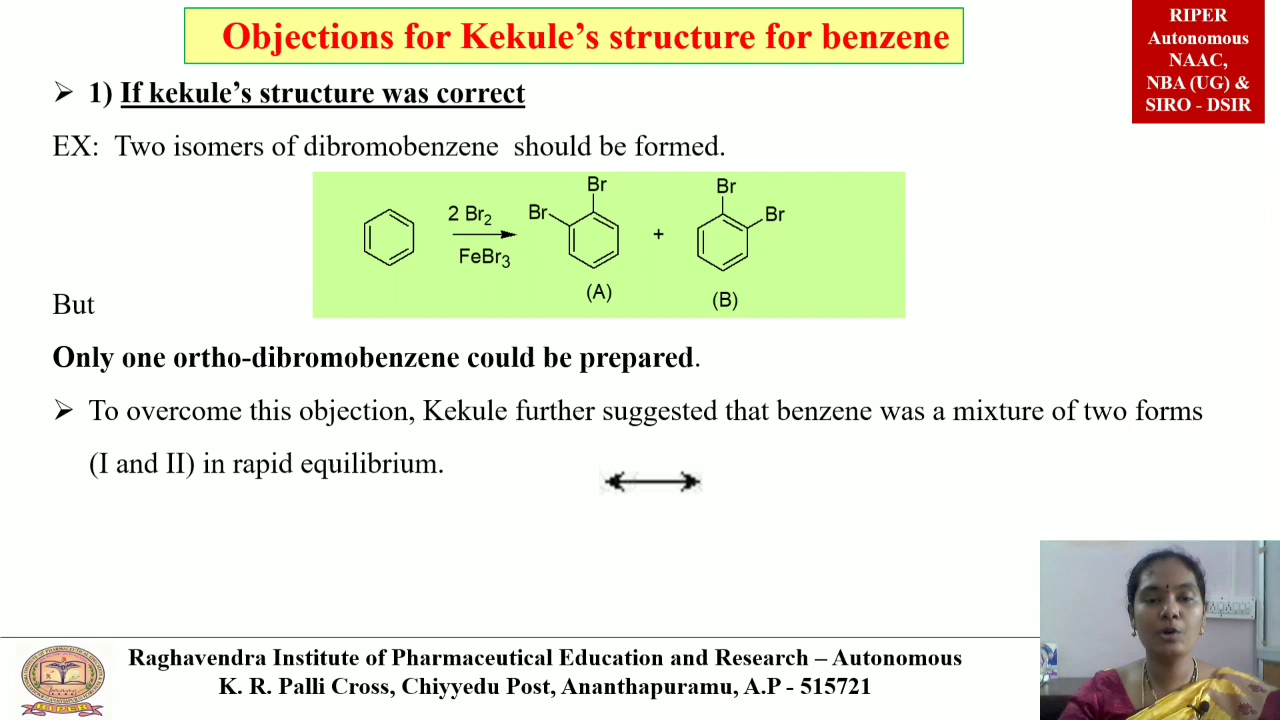 Objections for Kekule's structure for benzene
RIPER
Autonomous
NAAC,
NBA (UG) &
SIRO - DSIR
➢ 1) If kekule's structure was correct
EX: Two isomers of dibromobenzene should be formed.
2 Br2
FeBr3
Br
Br
(A)
+
Br
Br
(B)
But
Only one ortho-dibromobenzene could be prepared.
➢ To overcome this objection, Kekule further suggested that benzene was a mixture of two forms
(I and II) in rapid equilibrium.
Raghavendra Institute of Pharmaceutical Education and Research – Autonomous
K. R. Palli Cross, Chiyyedu Post, Ananthapuramu, A.P - 515721